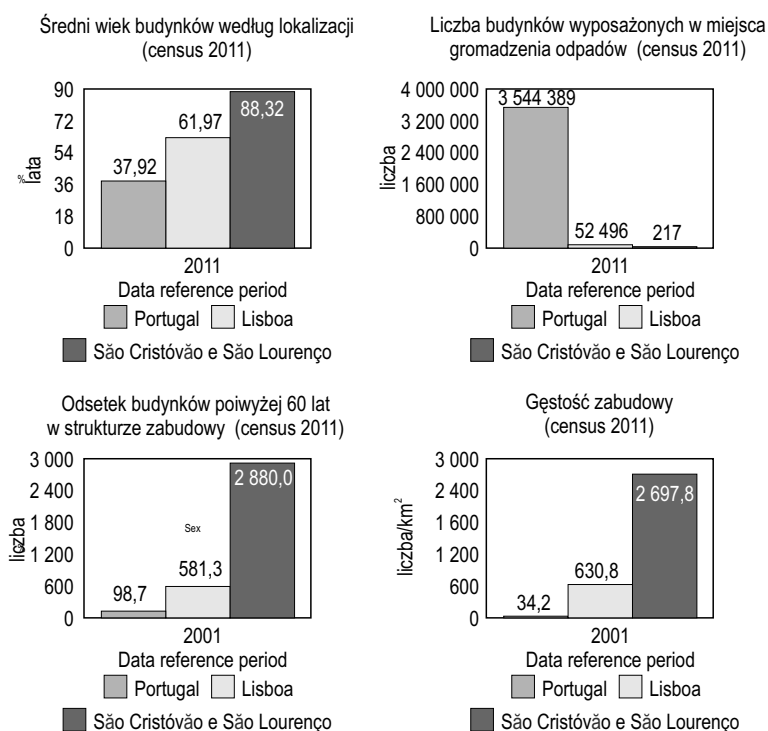 Średni wiek budynków według lokalizacji
(census 2011)
90
72
54
36
18
0
%
lata
37,92
61,97
88,32
2011
Data reference period
Portugal Lisboa
São Cristóvão e São Lourenço
Liczba budynków wyposażonych w miejsca
gromadzenia odpadów (census 2011)
4 000 000
3 200 000
2 400 000
1 600 000
800 000
0
liczba
3 544 389
52 496
217
2011
Data reference period
Portugal Lisboa
São Cristóvão e São Lourenço
Odsetek budynków poiwyżej 60 lat
w strukturze zabudowy (census 2011)
3 000
2 400
1 800
1 200
600
0
liczba
98,7
581,3
2 880,0
Sex
2001
Data reference period
Portugal Lisboa
São Cristóvão e São Lourenço
Gęstość zabudowy
(census 2011)
3 000
2 400
1 600
1 200
600
0
liczba/km²
34,2
630,8
2 697,8
2001
Data reference period
Portugal Lisboa
São Cristóvão e São Lourenço